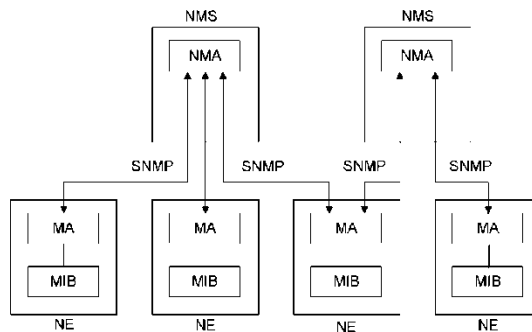 NMS NMS
NMA NMA
SNMP SNMP SNMP SNMP
MA MA MA MA
MIB MIB MIB MIB
NE NE NE NE